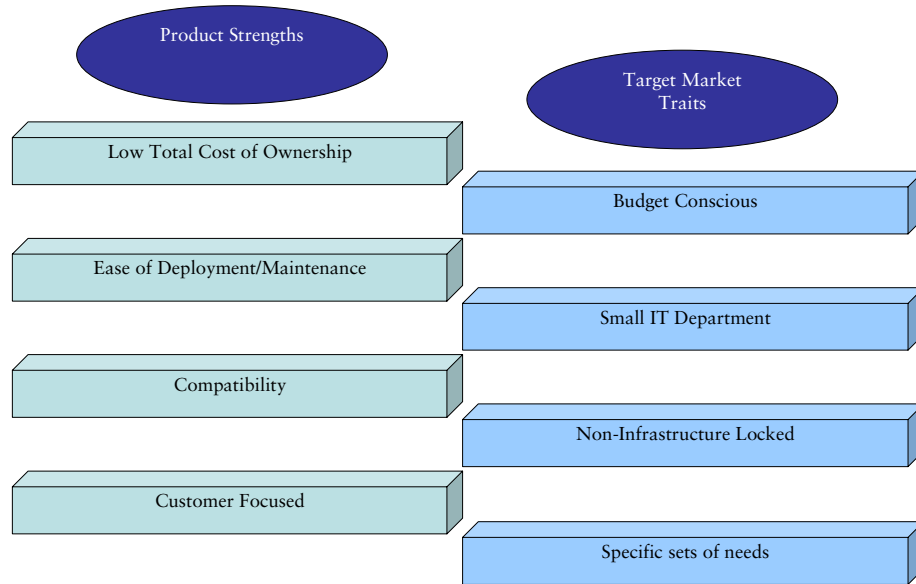 Product Strengths
Target Market
Traits
Low Total Cost of Ownership
Budget Conscious
Ease of Deployment/Maintenance
Small IT Department
Compatibility
Non-Infrastructure Locked
Customer Focused
Specific sets of needs